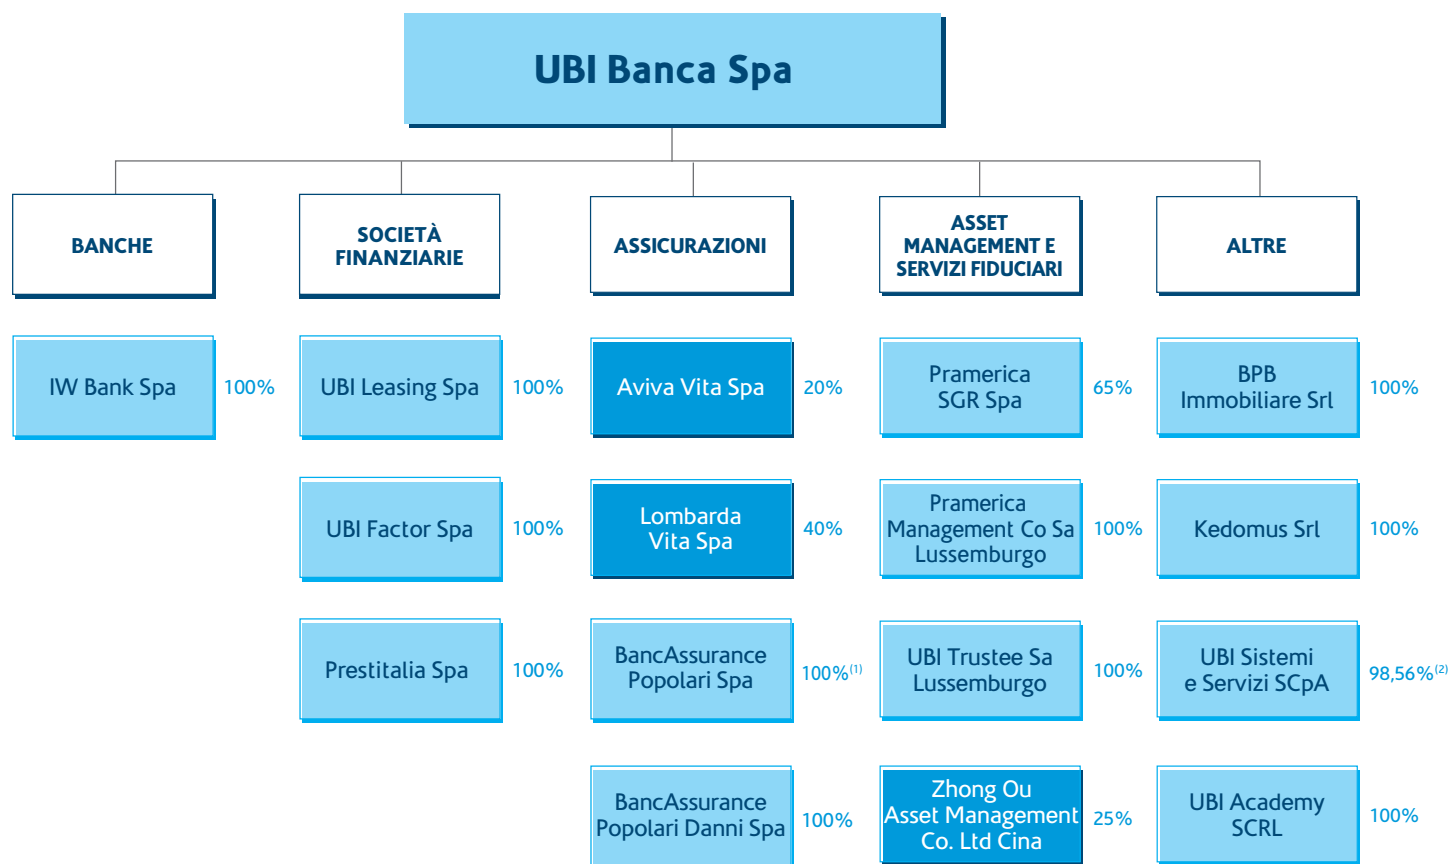 UBI Banca Spa
BANCHE
SOCIETÀ
FINANZIARIE
ASSICURAZIONI
ASSET
MANAGEMENT E
SERVIZI FIDUCIARI
ALTRE
IW Bank Spa
100%
UBI Leasing Spa
100%
Aviva Vita Spa
20%
Pramerica
SGR Spa
65%
BPB
Immobiliare Srl
100%
UBI Factor Spa
100%
Lombarda
Vita Spa
40%
Pramerica
Management Co Sa
Lussemburgo
100%
Kedomus Srl
100%
Prestitalia Spa
100%
BancAssurance
Popolari Spa
100%(1)
UBI Trustee Sa
Lussemburgo
100%
UBI Sistemi
e Servizi SCpA
98,56%(2)
BancAssurance
Popolari Danni Spa
100%
Zhong Ou
Asset Management
Co. Ltd Cina
25%
UBI Academy
SCRL
100%